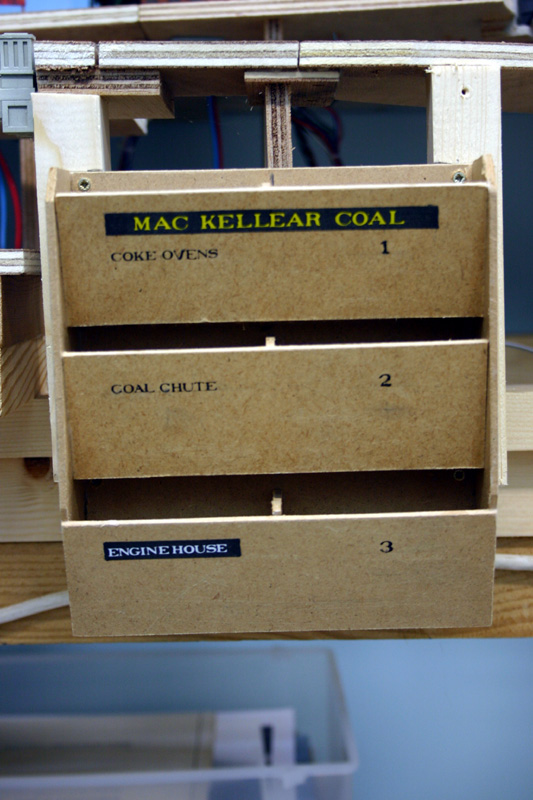 MAC KELLEAR COAL
COKE OVENS 1
COAL CHUTE 2
ENGINE HOUSE 3